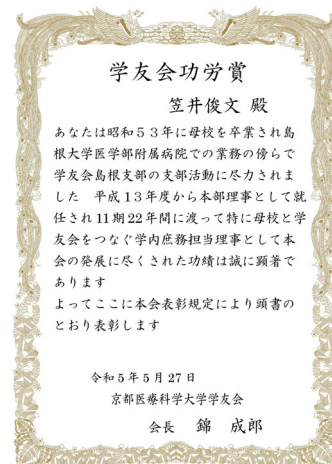 学友会功労賞
笠井俊文 殿
あなたは昭和５３年に母校を卒業され島
根大学医学部附属病院での業務の傍らで
学友会島根支部の支部活動に尽力されま
した　平成１３年度から本部理事として就
任され11期22年間に渡って特に母校と学
友会をつなぐ学内庶務担当理事として本
会の発展に尽くされた功績は誠に顕著で
あります
よってここに本会表彰規定により頭書の
とおり表彰します
令和５年５月27日
京都医療科学大学学友会
会長　錦　成郎